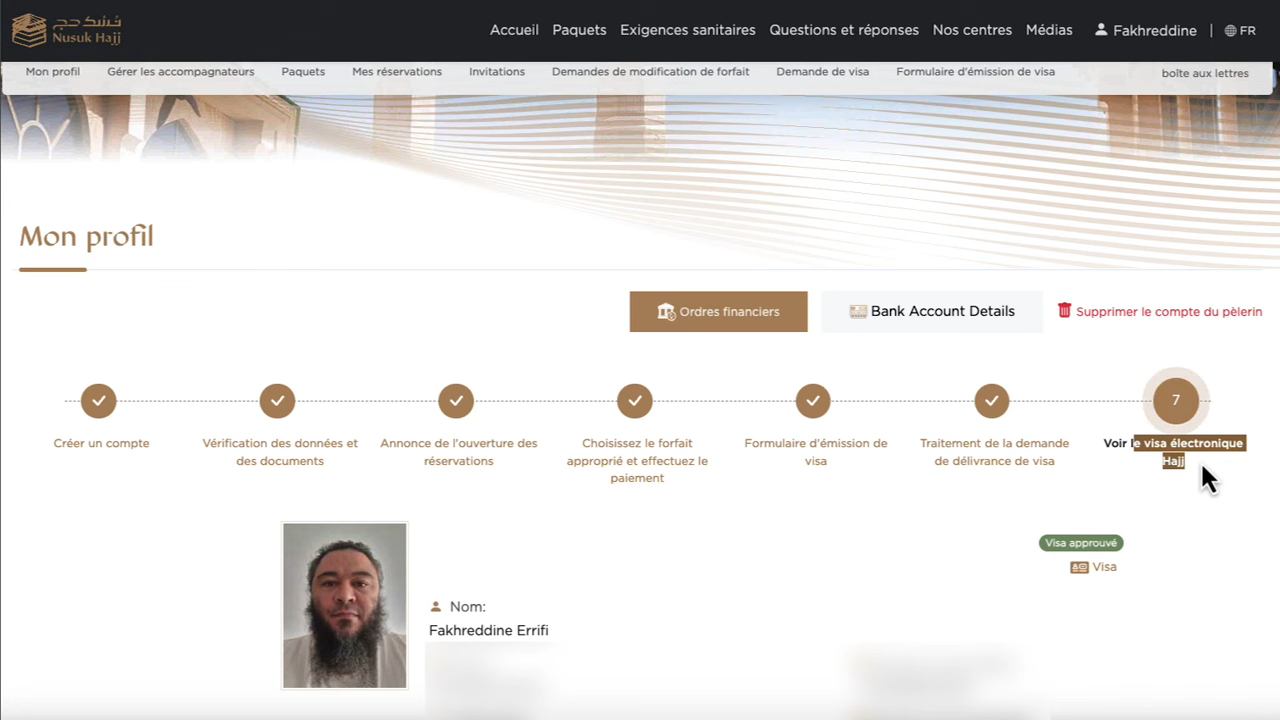 نسك حج
Nusuk Hajj
Accueil Paquets Exigences sanitaires Questions et réponses Nos centres Médias Fakhreddine | FR
Mon profil Gérer les accompagnateurs Paquets Mes réservations Invitations Demandes de modification de forfait Demande de visa Formulaire d'émission de visa boîte aux lettres
Mon profil
Ordres financiers Bank Account Details Supprimer le compte du pèlerin
7
Créer un compte
Vérification des données et
des documents
Annonce de l'ouverture des
réservations
Choisissez le forfait
approprié et effectuez le
paiement
Formulaire d'émission de
visa
Traitement de la demande
de délivrance de visa
Voir le visa électronique
Hajj
Visa approuvé
Visa
Nom:
Fakhreddine Errifi